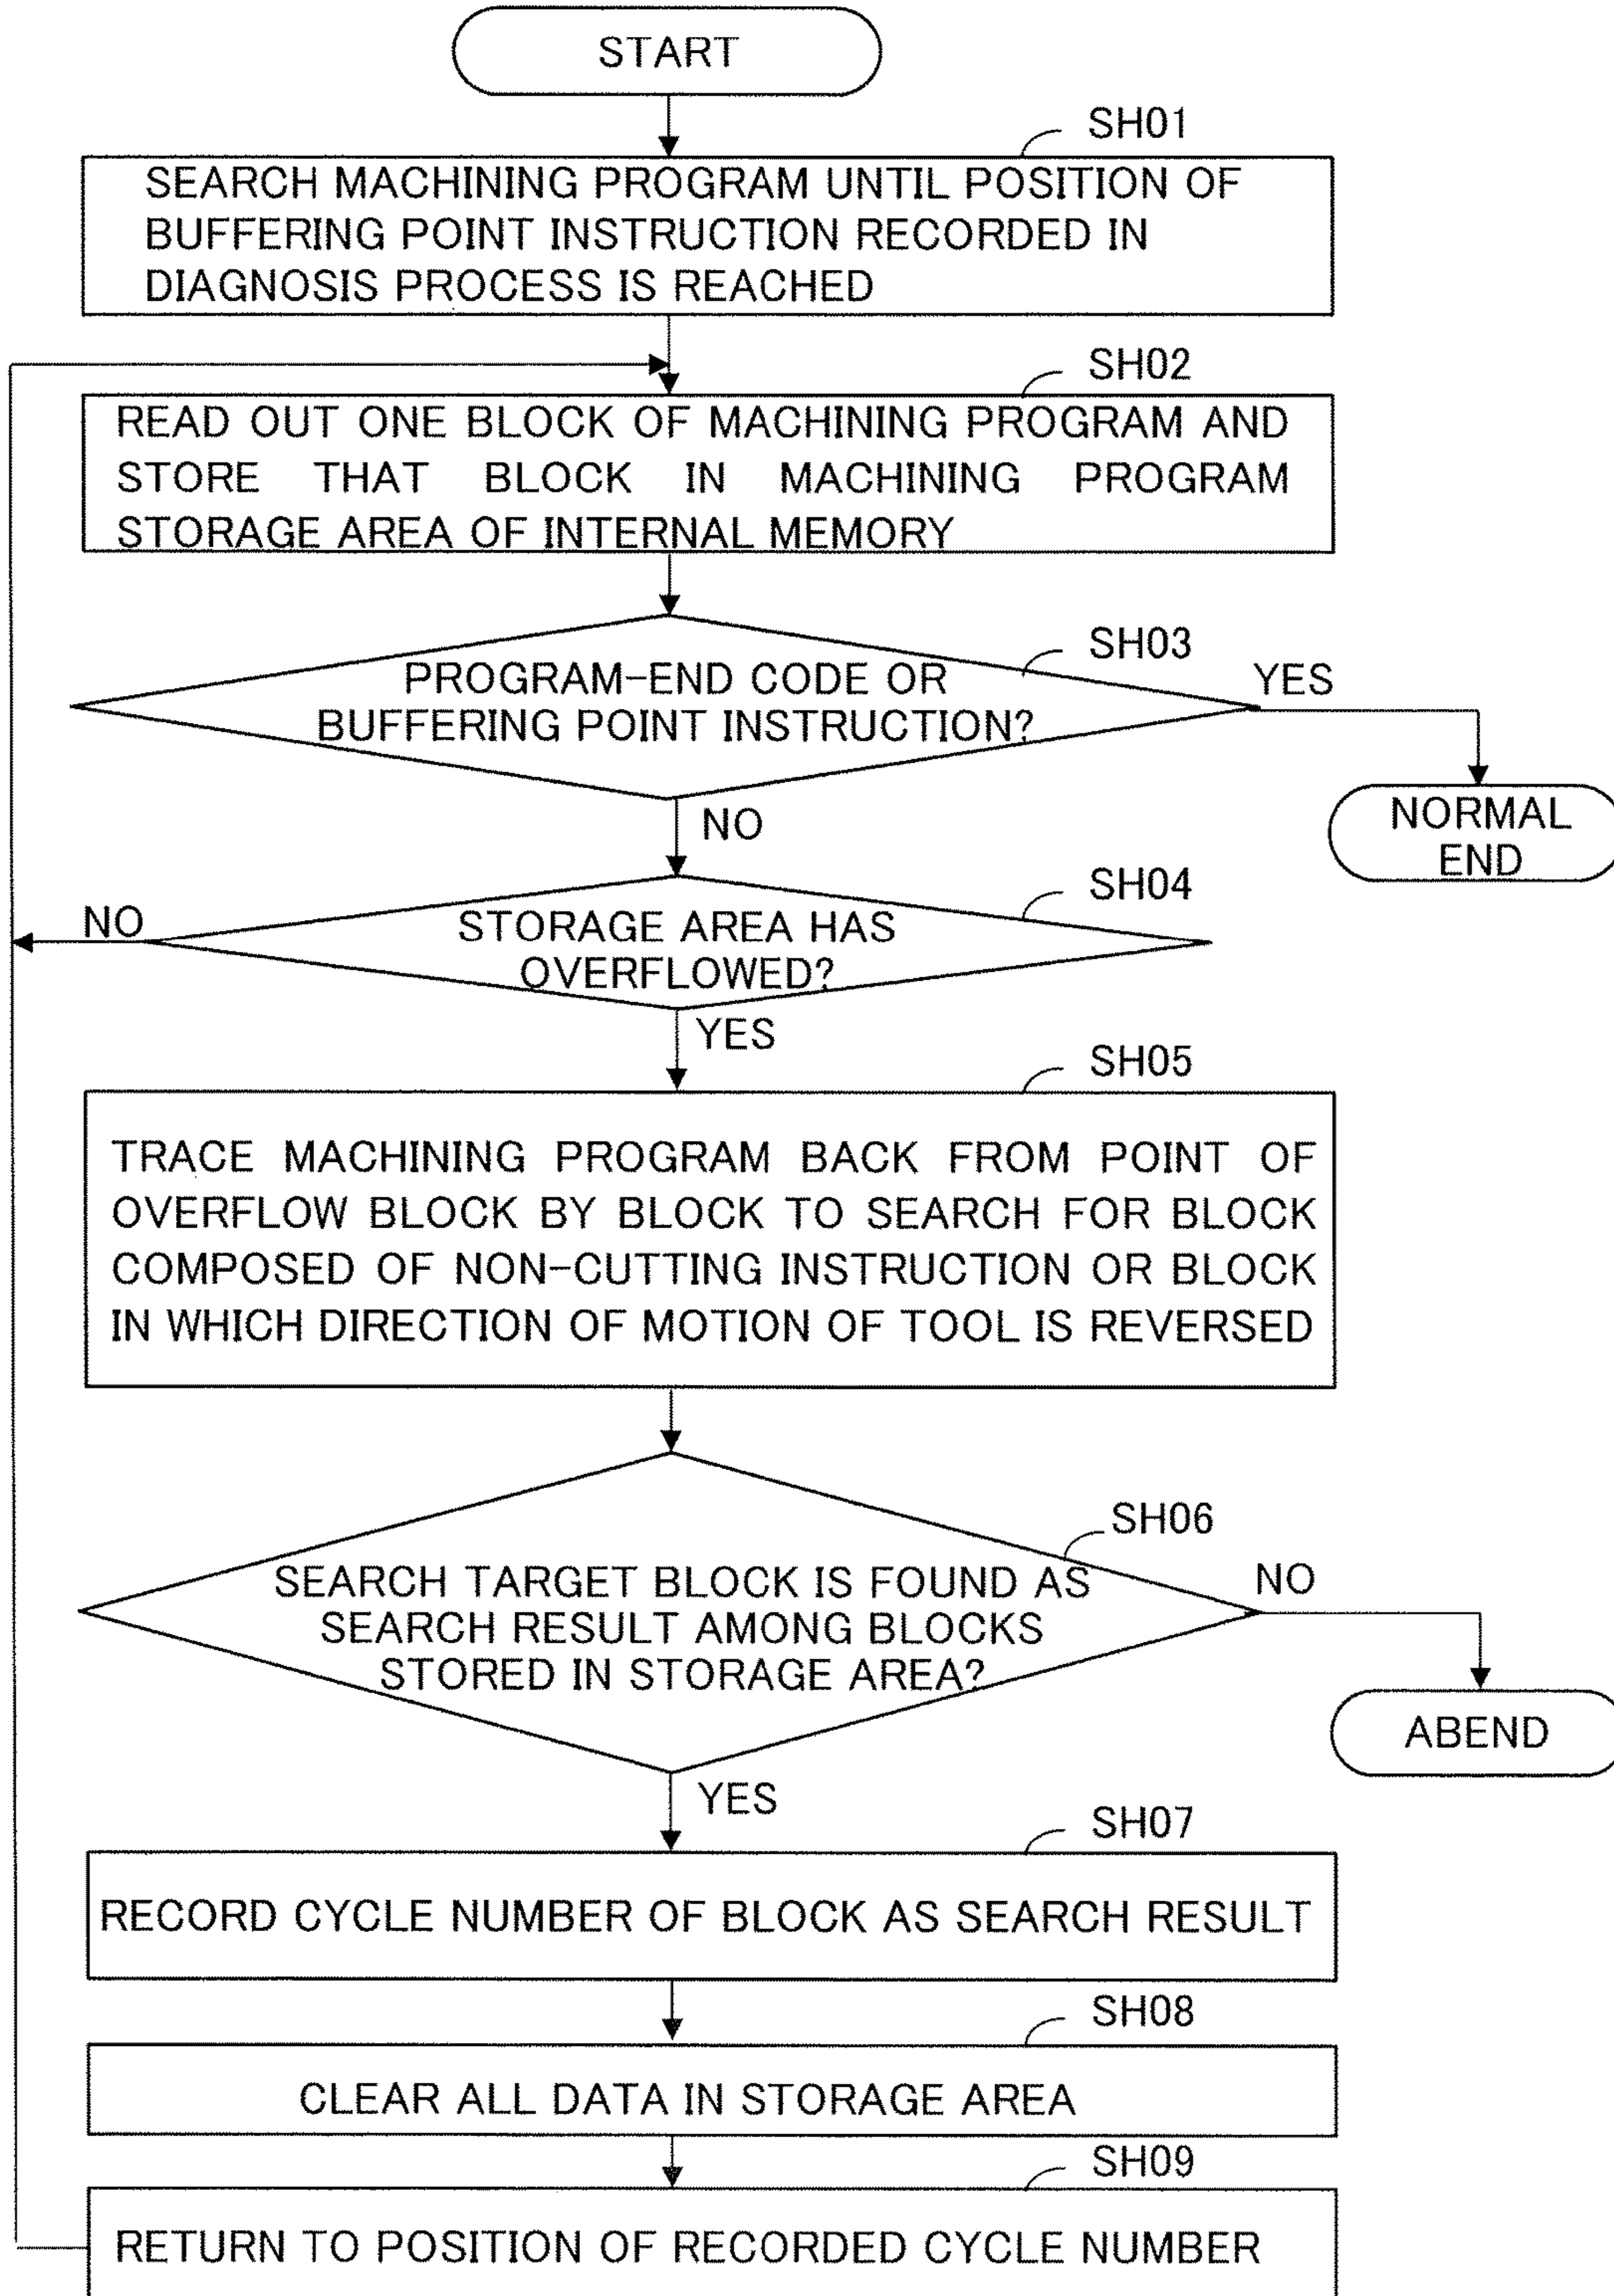 START
SH01
SEARCH MACHINING PROGRAM UNTIL POSITION OF
BUFFERING POINT INSTRUCTION RECORDED IN
DIAGNOSIS PROCESS IS REACHED
SH02
READ OUT ONE BLOCK OF MACHINING PROGRAM AND
STORE THAT BLOCK IN MACHINING PROGRAM
STORAGE AREA OF INTERNAL MEMORY
SH03
PROGRAM-END CODE OR
BUFFERING POINT INSTRUCTION?
YES
NORMAL
END
NO
SH04
NO
STORAGE AREA HAS
OVERFLOWED?
YES
SH05
TRACE MACHINING PROGRAM BACK FROM POINT OF
OVERFLOW BLOCK BY BLOCK TO SEARCH FOR BLOCK
COMPOSED OF NON-CUTTING INSTRUCTION OR BLOCK
IN WHICH DIRECTION OF MOTION OF TOOL IS REVERSED
SH06
SEARCH TARGET BLOCK IS FOUND AS
SEARCH RESULT AMONG BLOCKS
STORED IN STORAGE AREA?
NO
ABEND
YES
SH07
RECORD CYCLE NUMBER OF BLOCK AS SEARCH RESULT
SH08
CLEAR ALL DATA IN STORAGE AREA
SH09
RETURN TO POSITION OF RECORDED CYCLE NUMBER